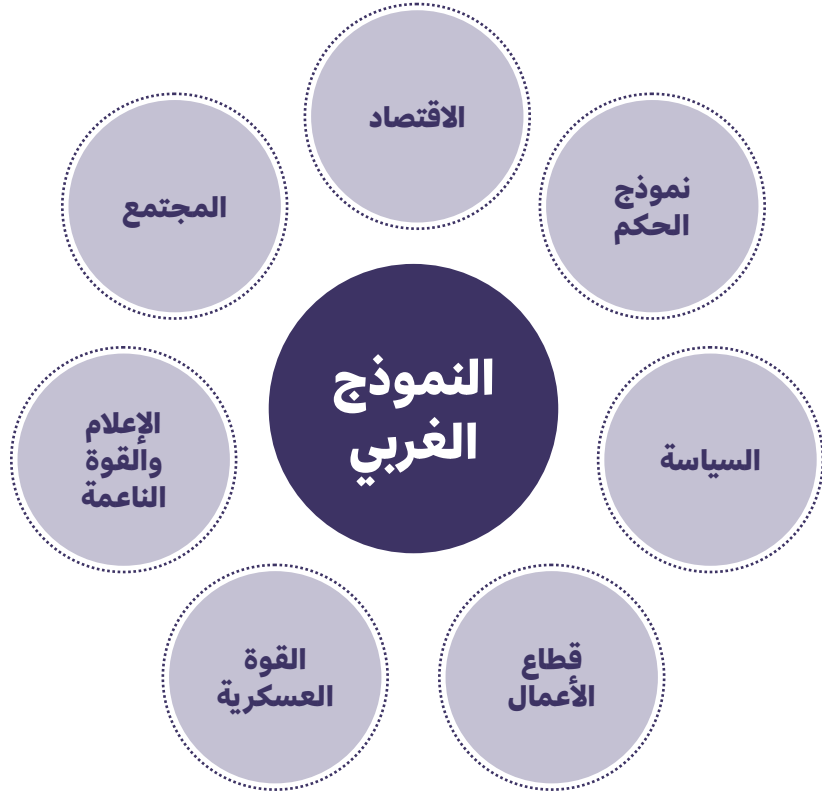 الاقتصاد
نموذج
الحكم
المجتمع
النموذج
الغربي
السياسة
الإعلام
والقوة
الناعمة
قطاع
الأعمال
القوة
العسكرية